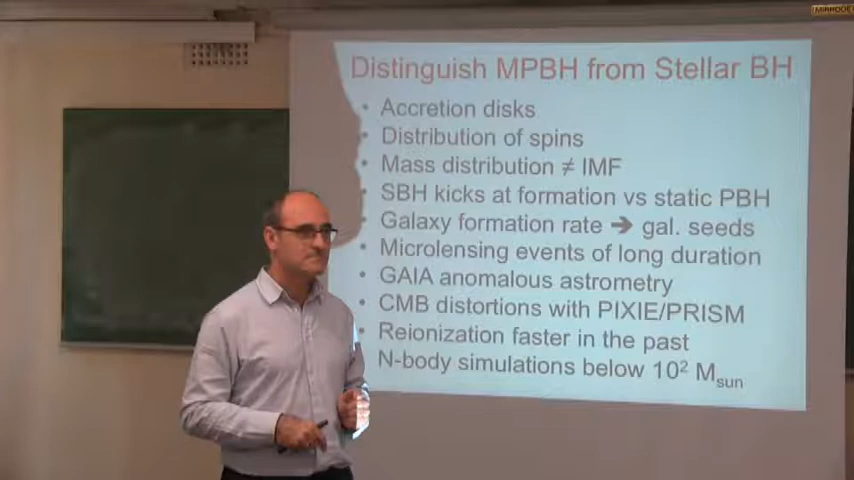 MIRRODE
Distinguish MPBH from Stellar BH
• Accretion disks
• Distribution of spins
• Mass distribution ≠ IMF
• SBH kicks at formation vs static PBH
• Galaxy formation rate ➔ gal. seeds
• Microlensing events of long duration
• GAIA anomalous astrometry
• CMB distortions with PIXIE/PRISM
• Reionization faster in the past
• N-body simulations below 10² Msun